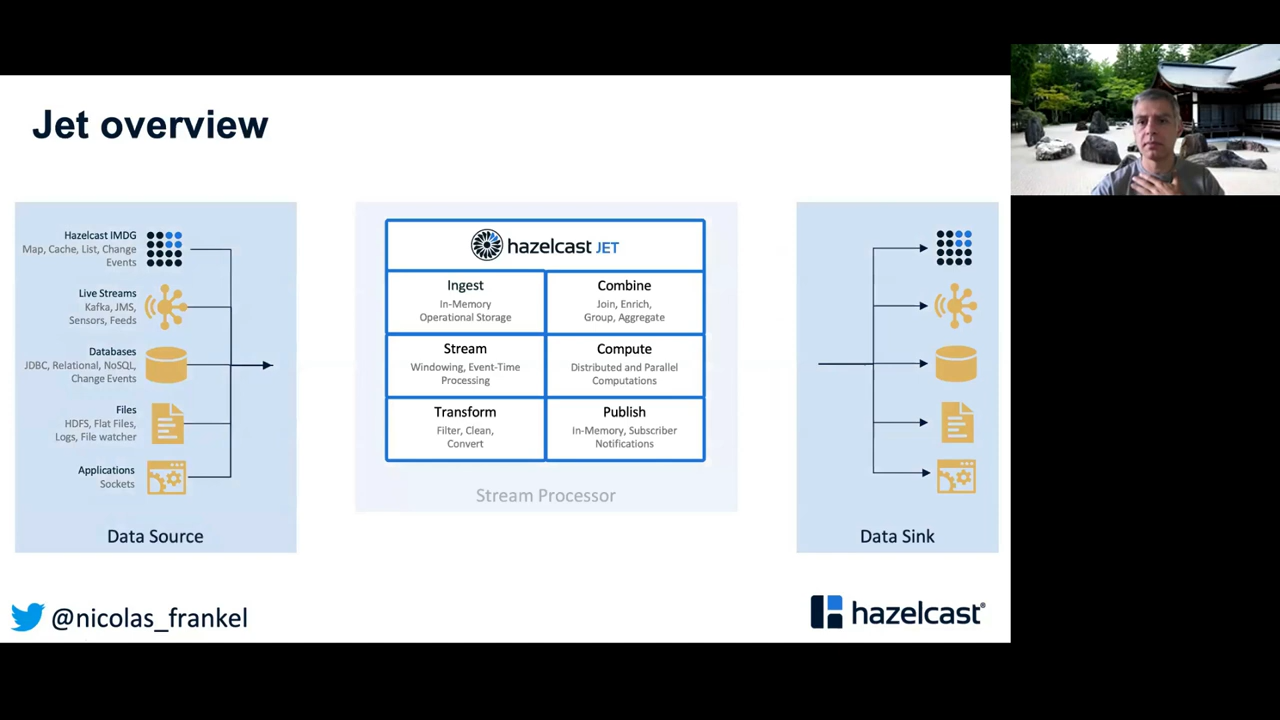 Jet overview
Hazelcast IMDG
Map, Cache, List, Change
Events
Live Streams
Kafka, JMS,
Sensors, Feeds
Databases
JDBC, Relational, NoSQL,
Change Events
Files
HDFS, Flat Files,
Logs, File watcher
Applications
Sockets
Data Source
hazelcast JET
Ingest
In-Memory
Operational Storage
Combine
Join, Enrich,
Group, Aggregate
Stream
Windowing, Event-Time
Processing
Compute
Distributed and Parallel
Computations
Transform
Filter, Clean,
Convert
Publish
In-Memory, Subscriber
Notifications
Stream Processor
Data Sink
@nicolas_frankel
hazelcast®